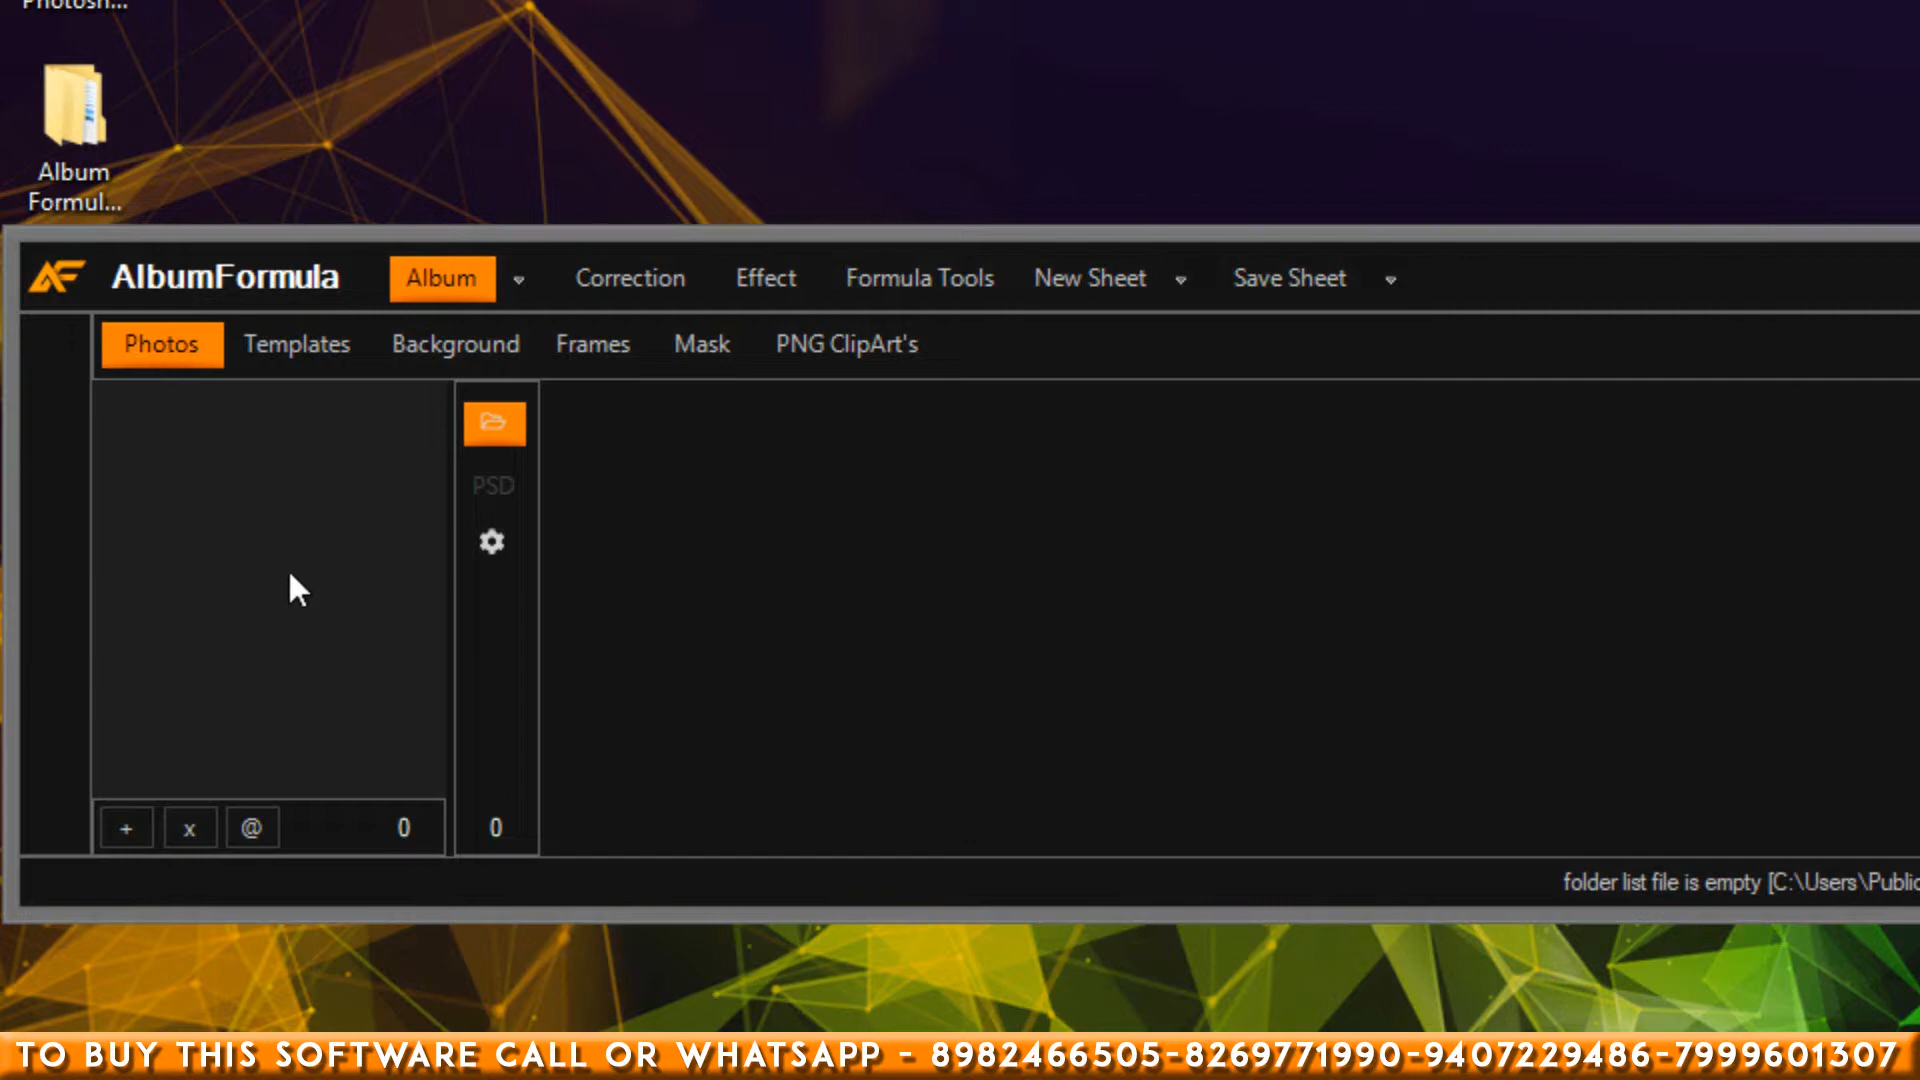 Photosh...
Album
Formul...
AlbumFormula Album Correction Effect Formula Tools New Sheet Save Sheet
Photos Templates Background Frames Mask PNG ClipArt's
PSD
+ x @ 0 0
folder list file is empty [C:\Users\Public
TO BUY THIS SOFTWARE CALL OR WHATSAPP - 8982466505-8269771990-9407229486-7999601307